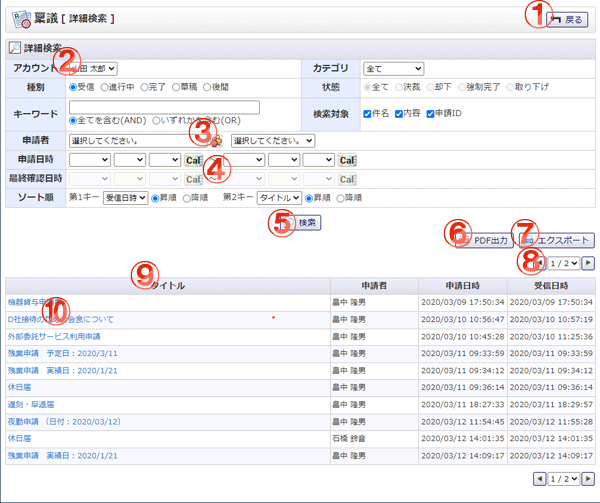 稟議 [ 詳細検索 ]
① 戻る
詳細検索
アカウント ② 山田 太郎 カテゴリ 全て
種別 受信 進行中 完了 草稿 後閲 状態 全て 決裁 却下 強制完了 取り下げ
キーワード 全てを含む(AND) いずれかを含む(OR) 検索対象 件名 内容 申請ID
申請者 選択してください。 ③ 選択してください。
申請日時 Cal ～ Cal
最終確認日時 Cal ④ ～ Cal
ソート順 第1キー 受信日時 昇順 降順 第2キー タイトル 昇順 降順
⑤ 検索
⑥ PDF出力 ⑦ エクスポート
⑧ 1 / 2
⑨ タイトル 申請者 申請日時 受信日時
機器貸与申請 畠中 隆男 2020/03/09 17:50:34 2020/03/09 17:50:34
⑩ D社接待のための会食について 畠中 隆男 2020/03/10 10:56:47 2020/03/10 10:57:19
外部委託サービス利用申請 畠中 隆男 2020/03/10 10:45:28 2020/03/10 11:25:36
残業申請 予定日：2020/3/11 畠中 隆男 2020/03/11 09:33:59 2020/03/11 09:33:59
残業申請 実績日：2020/1/21 畠中 隆男 2020/03/11 09:34:12 2020/03/11 09:34:12
休日届 畠中 隆男 2020/03/11 09:36:14 2020/03/11 09:36:14
遅刻・早退届 畠中 隆男 2020/03/11 18:27:33 2020/03/11 18:29:57
夜勤申請 （日付：2020/03/12） 畠中 隆男 2020/03/12 11:54:45 2020/03/12 11:55:28
休日届 石橋 鈴音 2020/03/12 14:01:35 2020/03/12 14:01:35
残業申請 実績日：2020/1/21 畠中 隆男 2020/03/12 14:09:17 2020/03/12 14:09:17
1 / 2